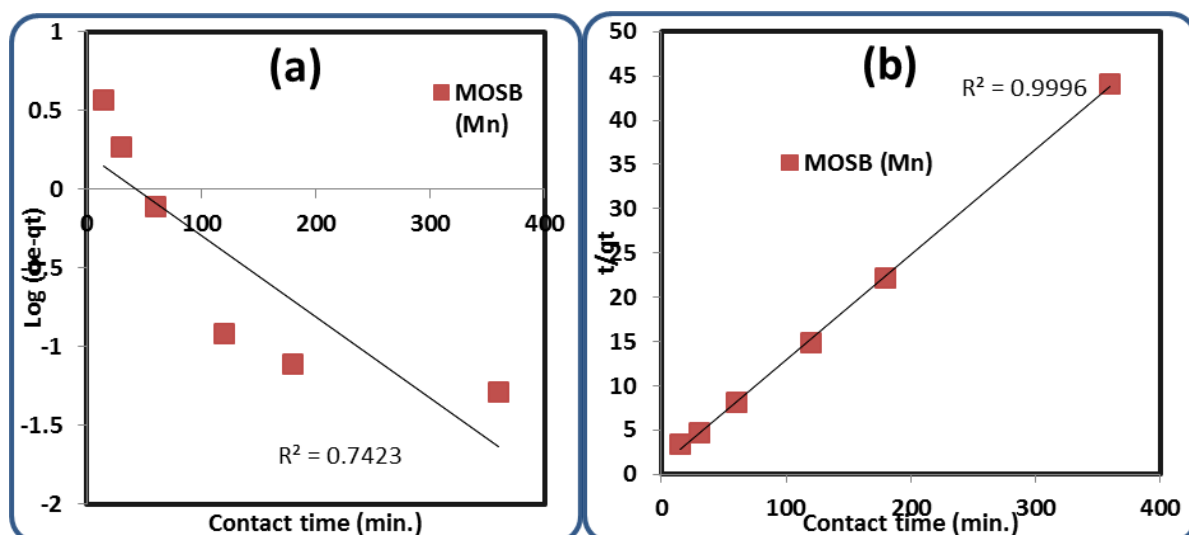 (a)
MOSB
(Mn)
1
0.5
0
-0.5
-1
-1.5
-2
0
100
200
300
400
R² = 0.7423
Log (qe-qt)
Contact time (min.)
(b)
R² = 0.9996
MOSB (Mn)
50
45
40
35
30
25
20
15
10
5
0
0
100
200
300
400
t/qt
Contact time (min.)